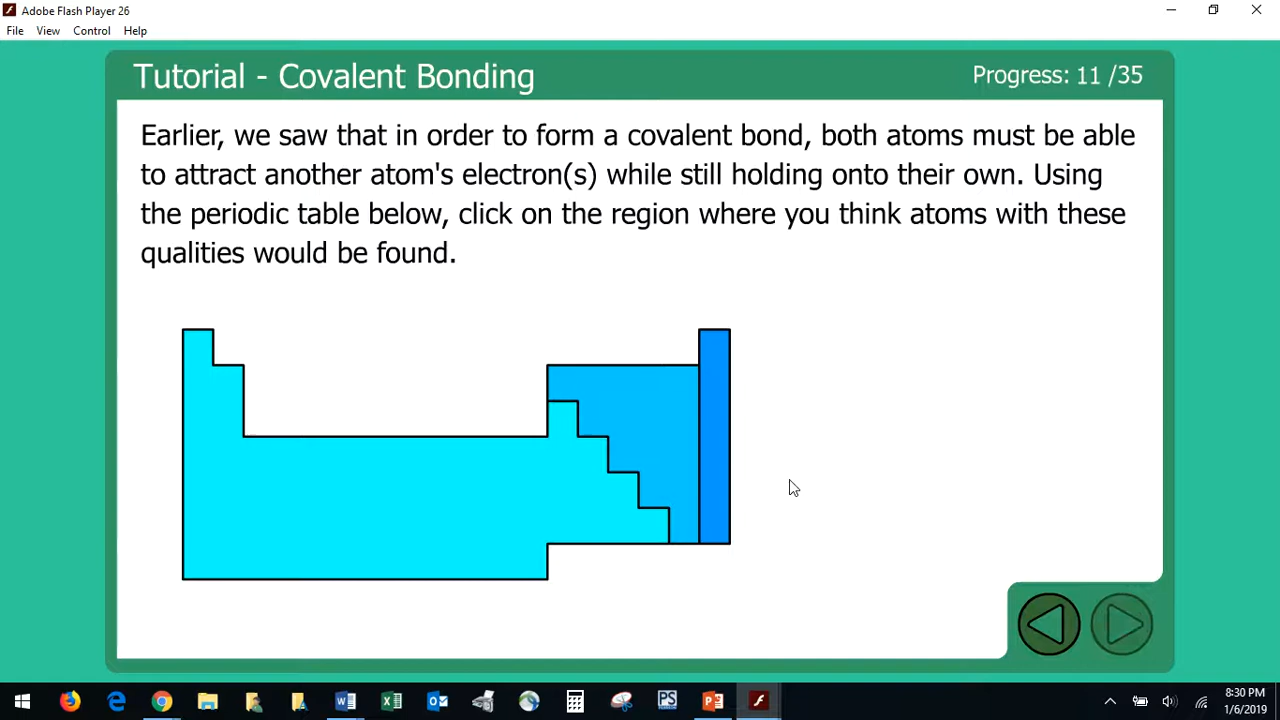 Adobe Flash Player 26
File View Control Help
Tutorial - Covalent Bonding
Progress: 11 /35
Earlier, we saw that in order to form a covalent bond, both atoms must be able
to attract another atom's electron(s) while still holding onto their own. Using
the periodic table below, click on the region where you think atoms with these
qualities would be found.
PS
8:30 PM
1/6/2019